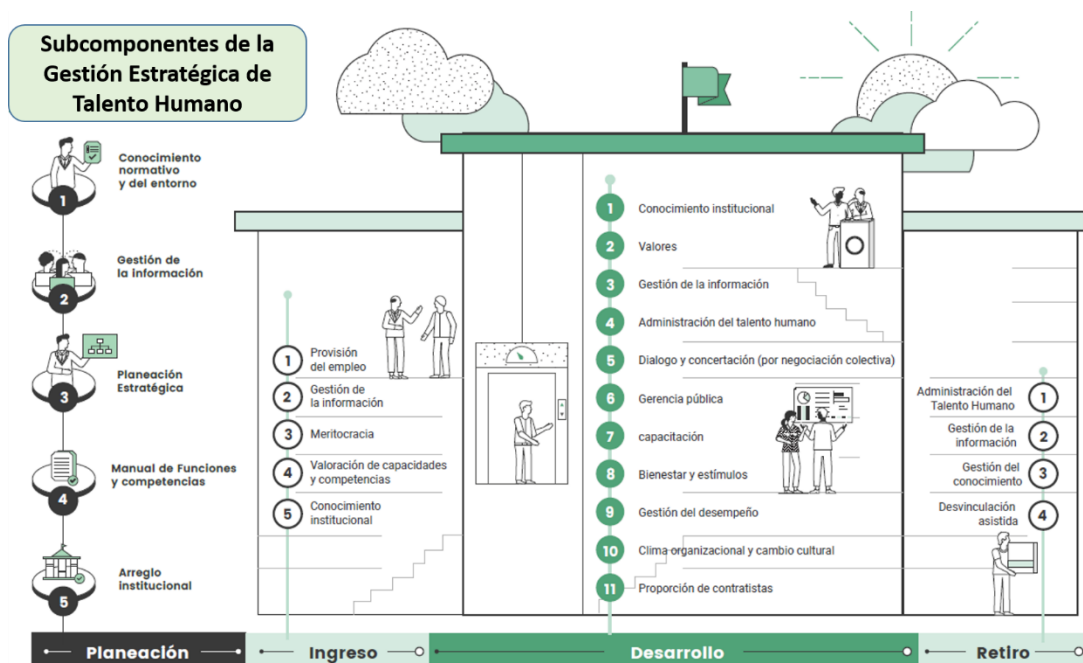 Subcomponentes de la
Gestión Estratégica de
Talento Humano
1
Conocimiento
normativo
y del entorno
2
Gestión de
la información
3
Planeación
Estratégica
4
Manual de Funciones
y competencias
5
Arreglo
institucional
1
Provisión
del empleo
2
Gestión de
la información
3
Meritocracia
4
Valoración de capacidades
y competencias
5
Conocimiento
institucional
1
Conocimiento institucional
2
Valores
3
Gestión de la información
4
Administración del talento humano
5
Dialogo y concertación (por negociación colectiva)
6
Gerencia pública
7
capacitación
8
Bienestar y estímulos
9
Gestión del desempeño
10
Clima organizacional y cambio cultural
11
Proporción de contratistas
Administración del
Talento Humano
1
Gestión de la
información
2
Gestión del
conocimiento
3
Desvinculación
asistida
4
Planeación
Ingreso
Desarrollo
Retiro